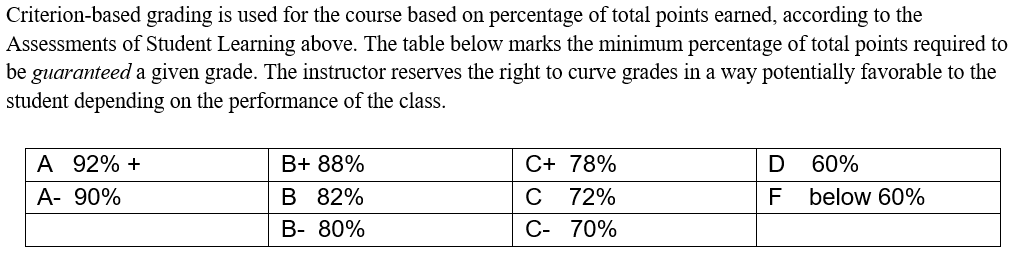 Criterion-based grading is used for the course based on percentage of total points earned, according to the
Assessments of Student Learning above. The table below marks the minimum percentage of total points required to
be guaranteed a given grade. The instructor reserves the right to curve grades in a way potentially favorable to the
student depending on the performance of the class.
A 92% + B+ 88% C+ 78% D 60%
A- 90% B 82% C 72% F below 60%
B- 80% C- 70%